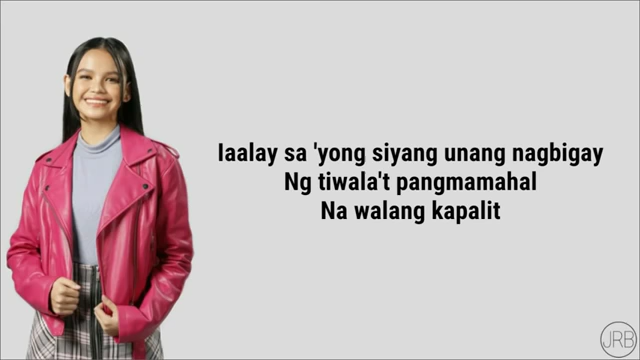 Iaalay sa 'yong siyang unang nagbigay
Ng tiwala't pangmamahal
Na walang kapalit
JRB